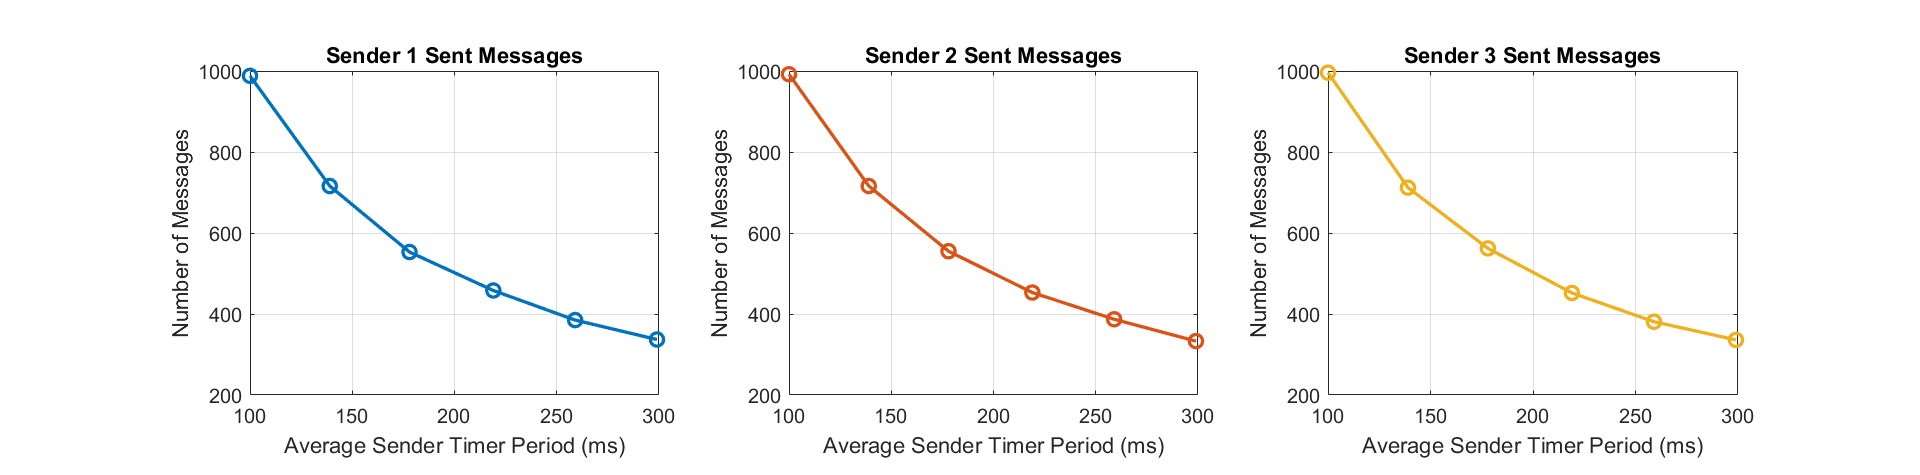 Sender 1 Sent Messages
1000
800
600
400
200
100 150 200 250 300
Number of Messages
Average Sender Timer Period (ms)
Sender 2 Sent Messages
1000
800
600
400
200
100 150 200 250 300
Number of Messages
Average Sender Timer Period (ms)
Sender 3 Sent Messages
1000
800
600
400
200
100 150 200 250 300
Number of Messages
Average Sender Timer Period (ms)